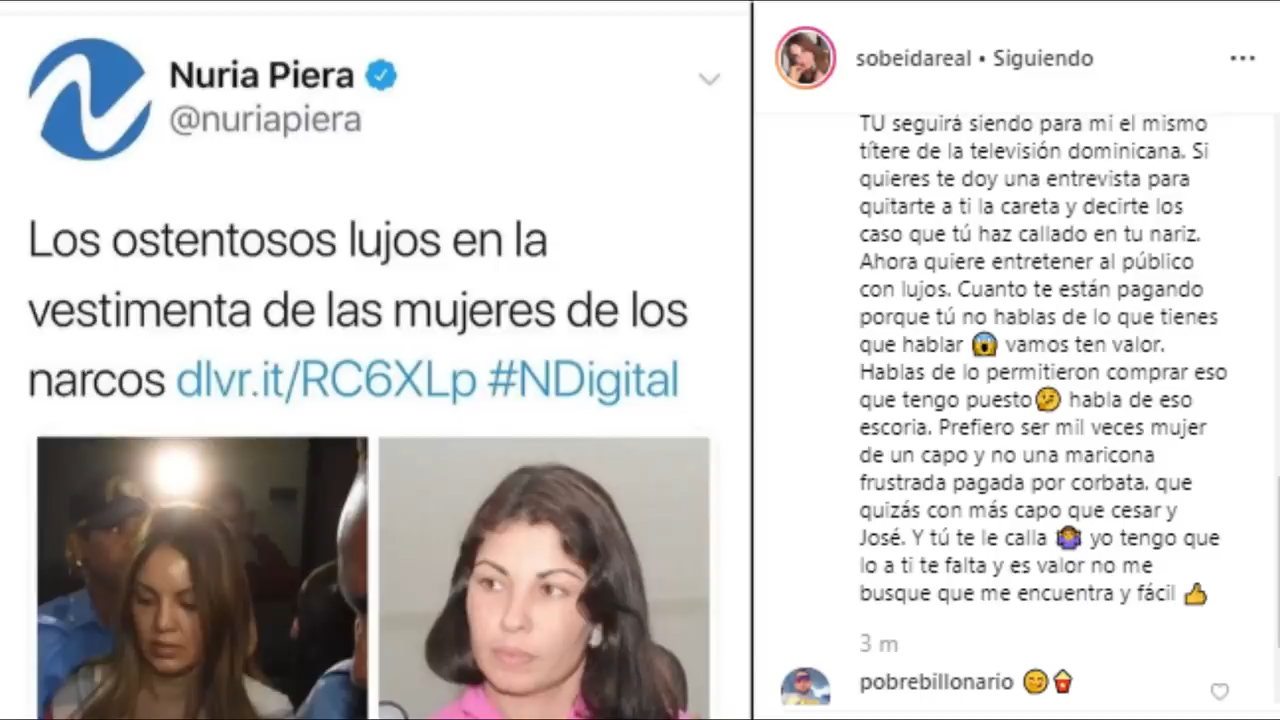 Nuria Piera
@nuriapiera
Los ostentosos lujos en la
vestimenta de las mujeres de los
narcos dlvr.it/RC6XLp #NDigital
sobeidareal • Siguiendo
TU seguirá siendo para mi el mismo
títere de la televisión dominicana. Si
quieres te doy una entrevista para
quitarte a ti la careta y decirte los
caso que tú haz callado en tu nariz.
Ahora quiere entretener al público
con lujos. Cuanto te están pagando
porque tú no hablas de lo que tienes
que hablar 😱 vamos ten valor.
Hablas de lo permitieron comprar eso
que tengo puesto🤔 habla de eso
escoria. Prefiero ser mil veces mujer
de un capo y no una maricona
frustrada pagada por corbata. que
quizás con más capo que cesar y
José. Y tú te le calla 🤷‍♀️ yo tengo que
lo a ti te falta y es valor no me
busque que me encuentra y fácil 👍
3 m
pobrebillonario 😊🍿